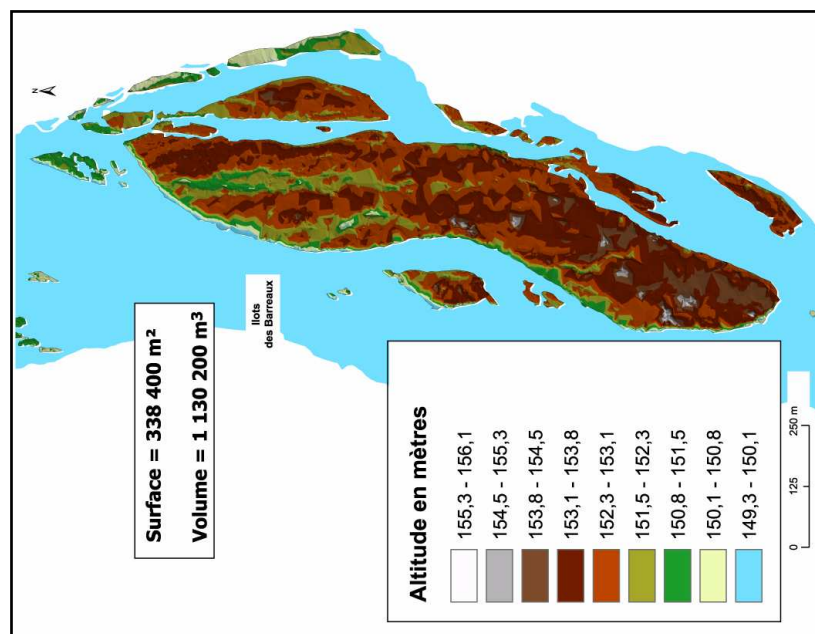 N
Surface = 338 400 m²
Volume = 1 130 200 m³
Ilots
des Barreaux
Altitude en mètres
155,3 - 156,1
154,5 - 155,3
153,8 - 154,5
153,1 - 153,8
152,3 - 153,1
151,5 - 152,3
150,8 - 151,5
150,1 - 150,8
149,3 - 150,1
0 125 250 m